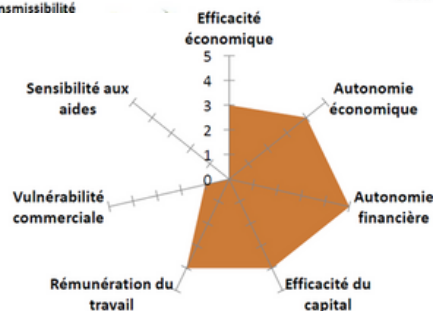 nsmissibilité
Efficacité
économique
5
4
3
2
1
0
Autonomie
économique
Autonomie
financière
Efficacité du
capital
Rémunération du
travail
Vulnérabilité
commerciale
Sensibilité aux
aides